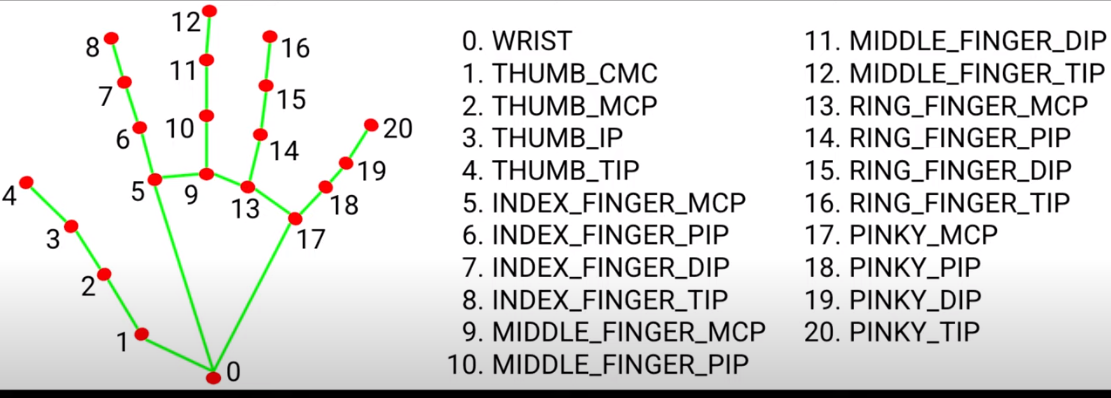 12
16
8
11
7
15
20
10
6
14
19
4
5
9
13
18
3
17
2
1
0
0. WRIST
1. THUMB_CMC
2. THUMB_MCP
3. THUMB_IP
4. THUMB_TIP
5. INDEX_FINGER_MCP
6. INDEX_FINGER_PIP
7. INDEX_FINGER_DIP
8. INDEX_FINGER_TIP
9. MIDDLE_FINGER_MCP
10. MIDDLE_FINGER_PIP
11. MIDDLE_FINGER_DIP
12. MIDDLE_FINGER_TIP
13. RING_FINGER_MCP
14. RING_FINGER_PIP
15. RING_FINGER_DIP
16. RING_FINGER_TIP
17. PINKY_MCP
18. PINKY_PIP
19. PINKY_DIP
20. PINKY_TIP